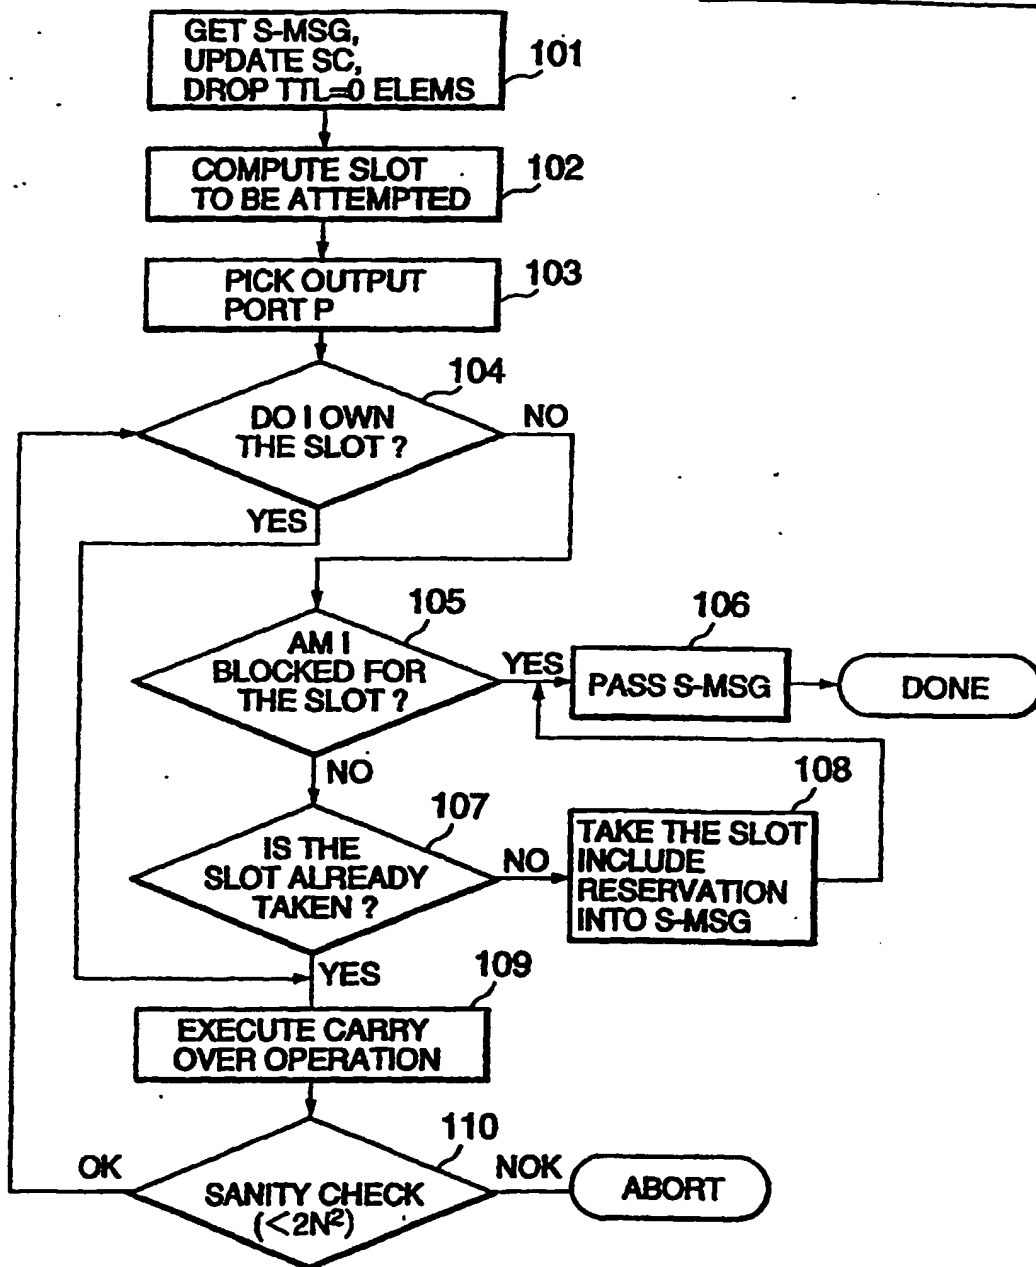 GET S-MSG,
UPDATE SC,
DROP TTL=0 ELEMS
101
COMPUTE SLOT
TO BE ATTEMPTED
102
PICK OUTPUT
PORT P
103
104
DO I OWN
THE SLOT ?
NO
YES
105
AM I
BLOCKED FOR
THE SLOT ?
YES
106
PASS S-MSG
DONE
NO
107
IS THE
SLOT ALREADY
TAKEN ?
NO
108
TAKE THE SLOT
INCLUDE
RESERVATION
INTO S-MSG
YES
109
EXECUTE CARRY
OVER OPERATION
110
OK
SANITY CHECK
(<2N²)
NOK
ABORT